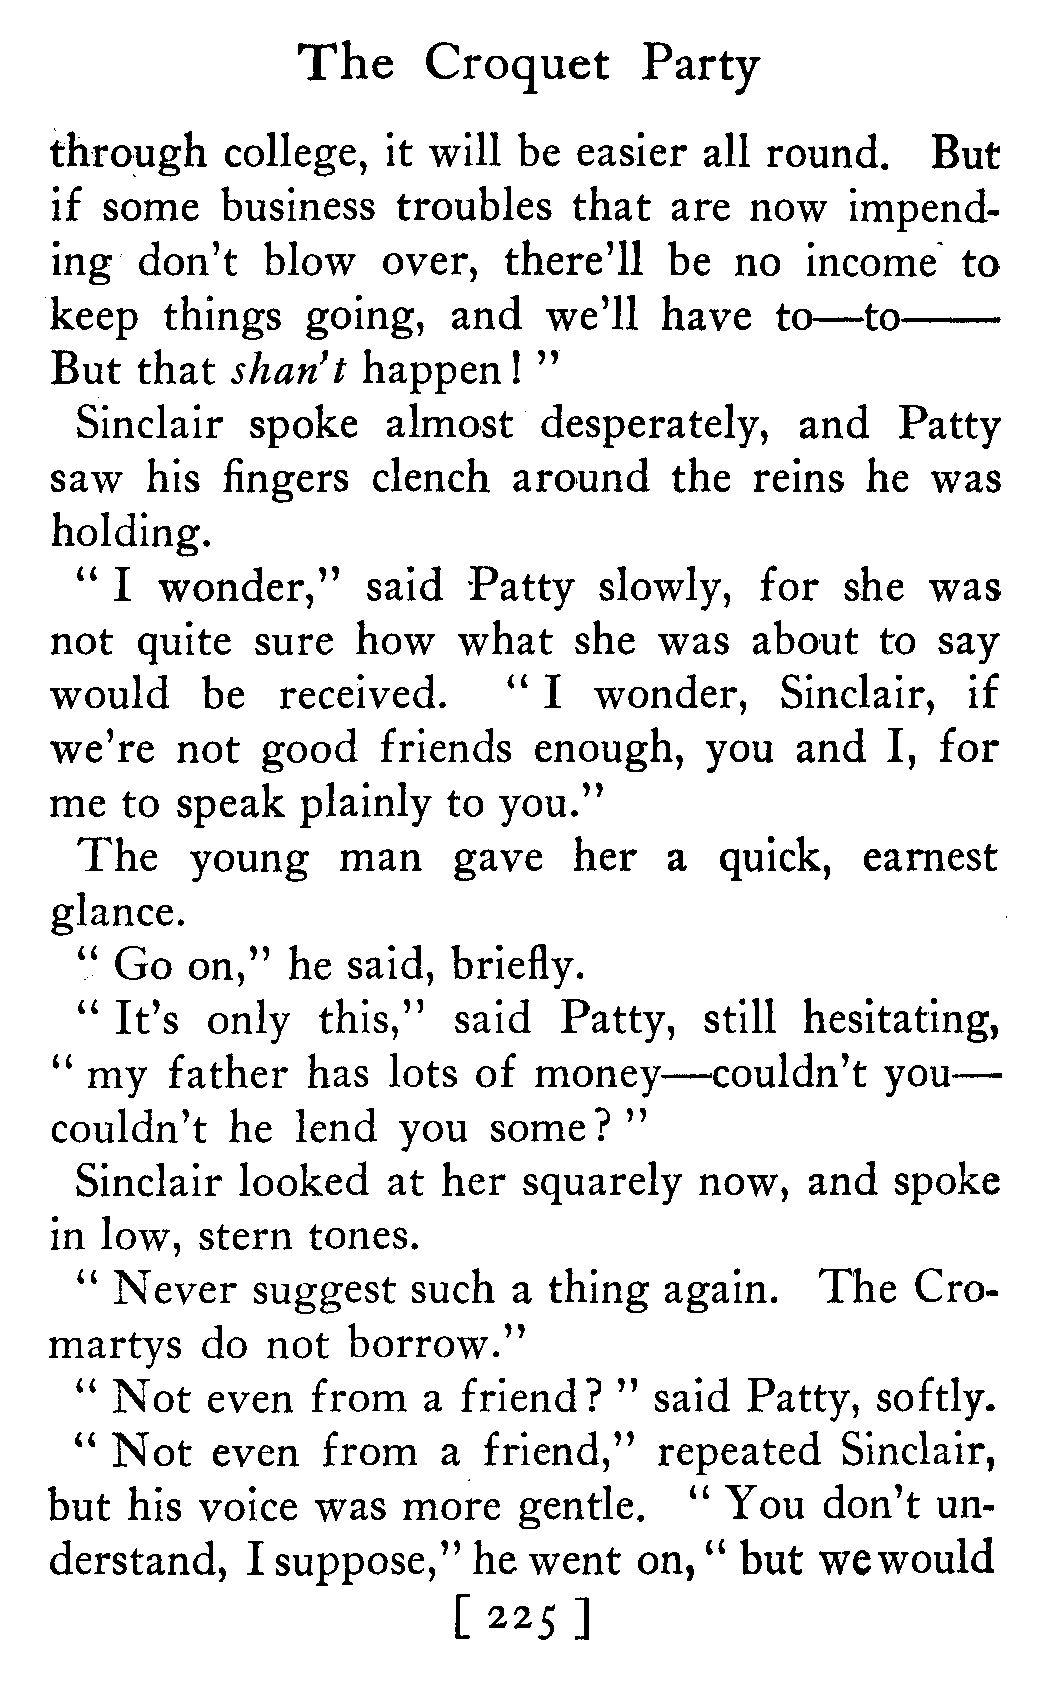 The Croquet Party
through college, it will be easier all round. But
if some business troubles that are now impend-
ing don't blow over, there'll be no income to
keep things going, and we'll have to—to——
But that shan't happen! "
Sinclair spoke almost desperately, and Patty
saw his fingers clench around the reins he was
holding.
" I wonder," said Patty slowly, for she was
not quite sure how what she was about to say
would be received. " I wonder, Sinclair, if
we're not good friends enough, you and I, for
me to speak plainly to you."
The young man gave her a quick, earnest
glance.
" Go on," he said, briefly.
" It's only this," said Patty, still hesitating,
" my father has lots of money—couldn't you—
couldn't he lend you some? "
Sinclair looked at her squarely now, and spoke
in low, stern tones.
" Never suggest such a thing again. The Cro-
martys do not borrow."
" Not even from a friend? " said Patty, softly.
" Not even from a friend," repeated Sinclair,
but his voice was more gentle. " You don't un-
derstand, I suppose," he went on, " but we would
[ 225 ]